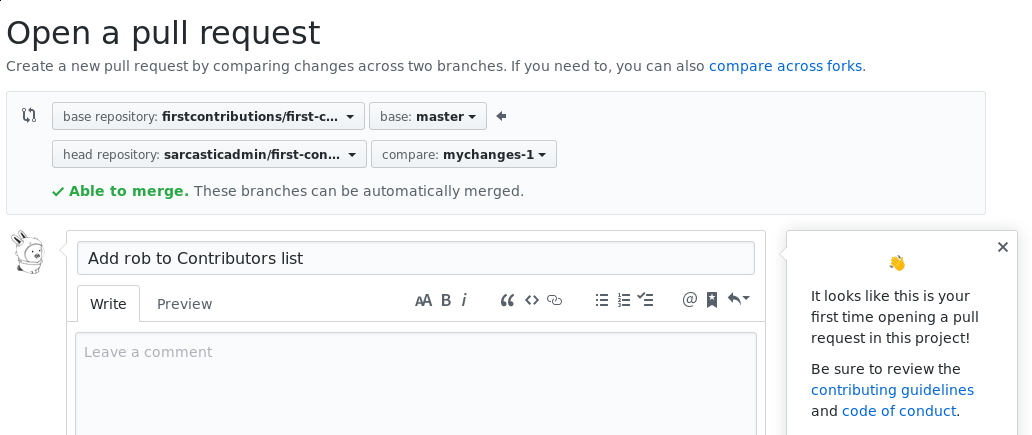 Open a pull request
Create a new pull request by comparing changes across two branches. If you need to, you can also compare across forks.
base repository: firstcontributions/first-c... base: master
head repository: sarcasticadmin/first-con... compare: mychanges-1
Able to merge. These branches can be automatically merged.
Add rob to Contributors list
Write Preview AA B i @
Leave a comment
It looks like this is your
first time opening a pull
request in this project!
Be sure to review the
contributing guidelines
and code of conduct.